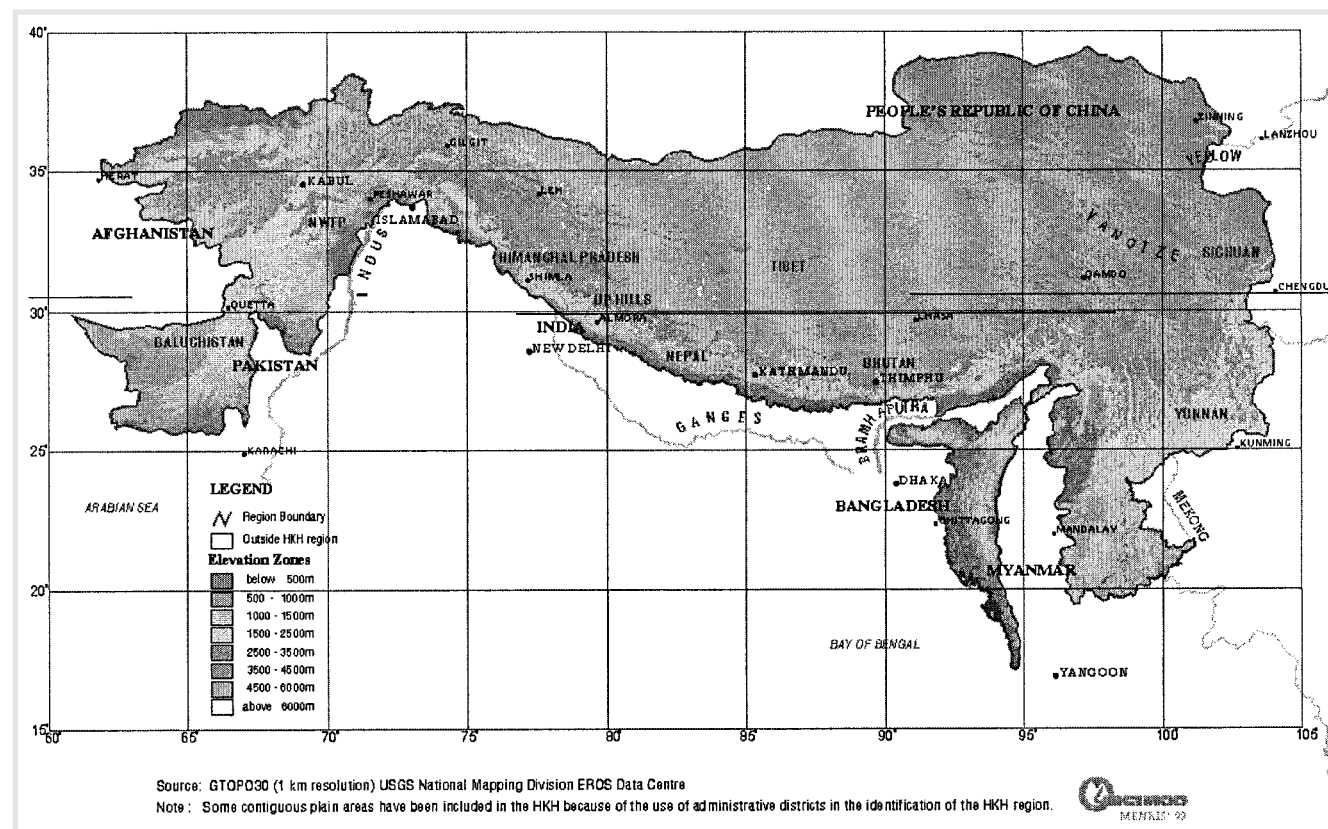 40°
PEOPLE'S REPUBLIC OF CHINA
XINNING
LANZHOU
GILGIT
YELLOW
35°
HERAT
KABUL
LEH
PESHAWAR
ISLAMABAD
NWFP
AFGHANISTAN
INDUS
YANGTZE
SICHUAN
HIMANCHAL PRADESH
SHIMLA
TIBET
QAMDO
CHENGDU
UP HILLS
30°
QUETTA
ALMORA
LHASA
INDIA
BALUCHISTAN
NEW DELHI
NEPAL
BHUTAN
PAKISTAN
KATHMANDU
THIMPHU
GANGES
BRAMHAPUTRA
YUNNAN
25°
KARACHI
KUNMING
DHAKA
BANGLADESH
MEKONG
ARABIAN SEA
CHITTAGONG
MANDALAY
MYANMAR
20°
BAY OF BENGAL
YANGOON
15°
60°
65
70
75
80
85
90
95
100
105
LEGEND
Region Boundary
Outside HKH region
Elevation Zones
below 500m
500 - 1000m
1000 - 1500m
1500 - 2500m
2500 - 3500m
3500 - 4500m
4500 - 6000m
above 6000m
Source: GTOPO30 (1 km resolution) USGS National Mapping Division EROS Data Centre
Note : Some contiguous plain areas have been included in the HKH because of the use of administrative districts in the identification of the HKH region.
ICIMOD
MENRIS' 99